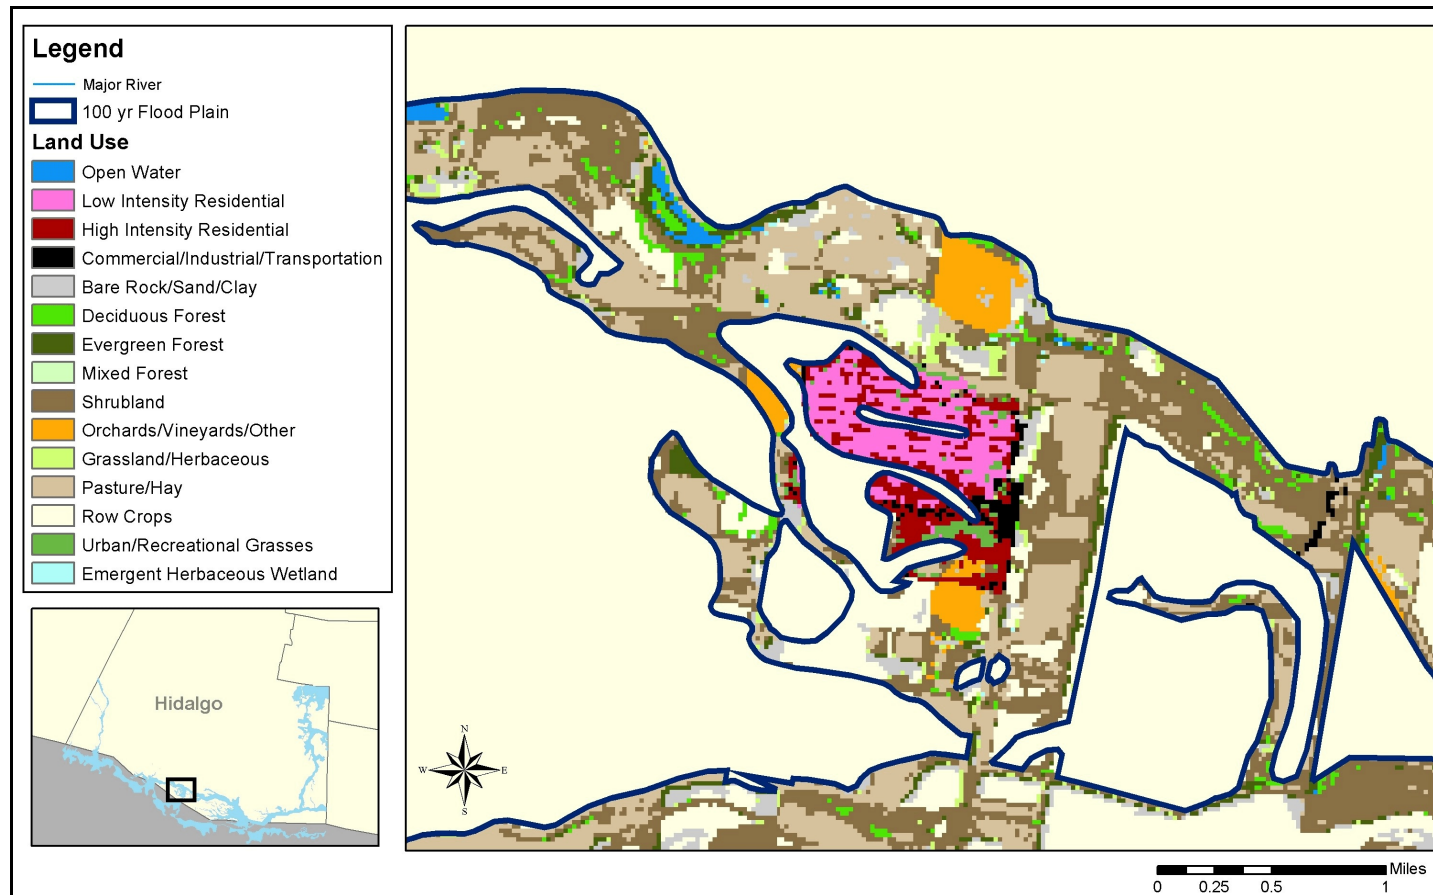 Legend
Major River
100 yr Flood Plain
Land Use
Open Water
Low Intensity Residential
High Intensity Residential
Commercial/Industrial/Transportation
Bare Rock/Sand/Clay
Deciduous Forest
Evergreen Forest
Mixed Forest
Shrubland
Orchards/Vineyards/Other
Grassland/Herbaceous
Pasture/Hay
Row Crops
Urban/Recreational Grasses
Emergent Herbaceous Wetland
Hidalgo
N
W E
S
Miles
0 0.25 0.5 1